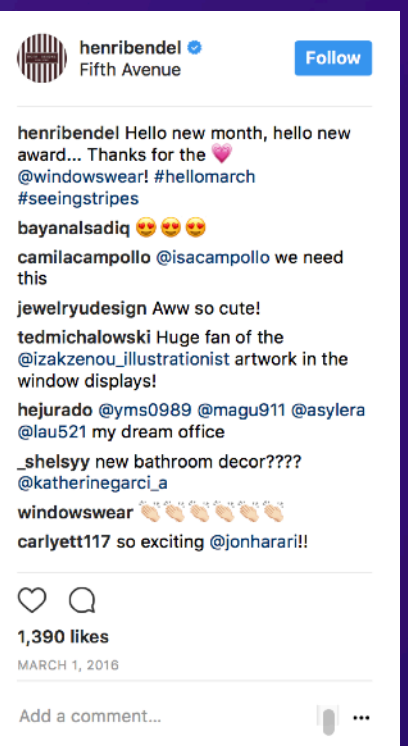 henribendel
Fifth Avenue
Follow
henribendel Hello new month, hello new
award... Thanks for the 💗
@windowswear! #hellomarch
#seeingstripes
bayanalsadiq 😍 😍 😍
camilacampollo @isacampollo we need
this
jewelryudesign Aww so cute!
tedmichalowski Huge fan of the
@izakzenou_illustrationist artwork in the
window displays!
hejurado @yms0989 @magu911 @asylera
@lau521 my dream office
_shelsyy new bathroom decor????
@katherinegarci_a
windowswear 👏🏻👏🏻👏🏻👏🏻👏🏻👏🏻
carlyett117 so exciting @jonharari!!
1,390 likes
MARCH 1, 2016
Add a comment...